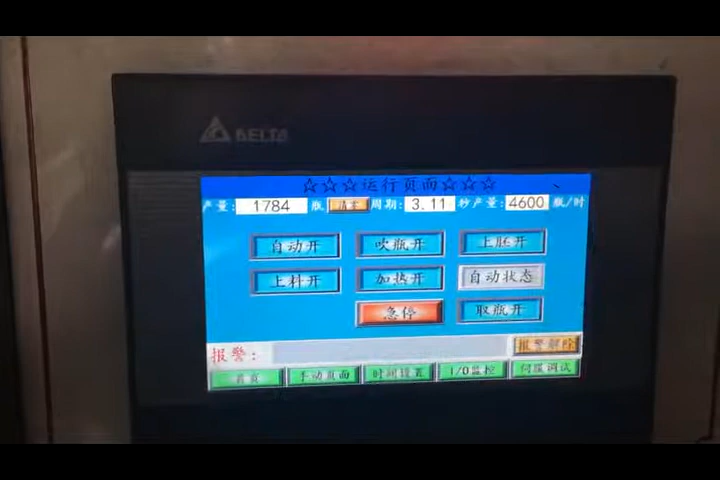 DELTA
☆☆☆运行页面☆☆☆
产量: 1784 瓶 清零 周期: 3.11 秒产量: 4600 瓶/时
自动开 吹瓶开 上胚开
上料开 加热开 自动状态
急停 取瓶开
报警: 报警解除
首页 手动页面 时间设置 I/O监控 伺服调试